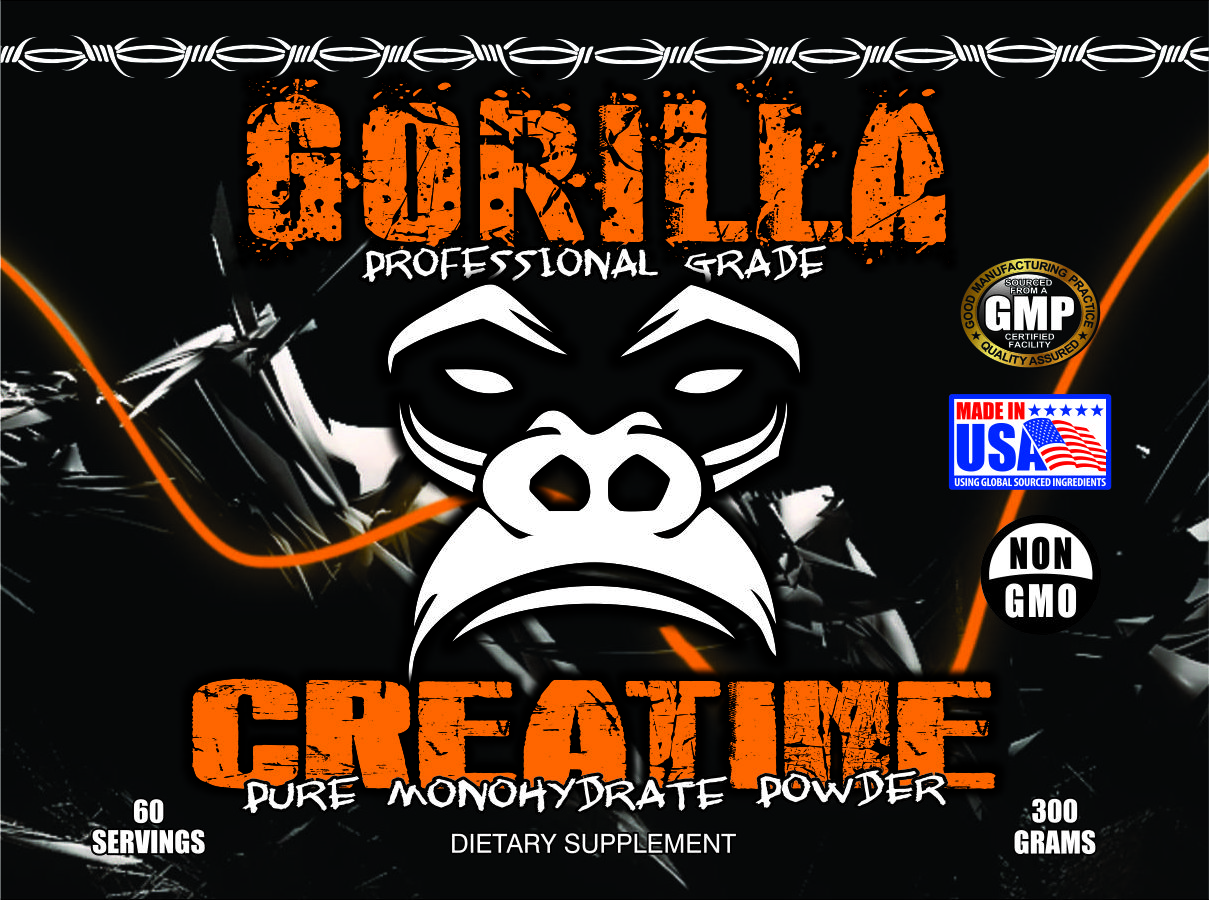 GORILLA
PROFESSIONAL GRADE
GOOD MANUFACTURING PRACTICE
SOURCED
FROM A
GMP
CERTIFIED
FACILITY
QUALITY ASSURED
MADE IN
USA
USING GLOBAL SOURCED INGREDIENTS
NON
GMO
CREATINE
PURE MONOHYDRATE POWDER
60
SERVINGS
DIETARY SUPPLEMENT
300
GRAMS